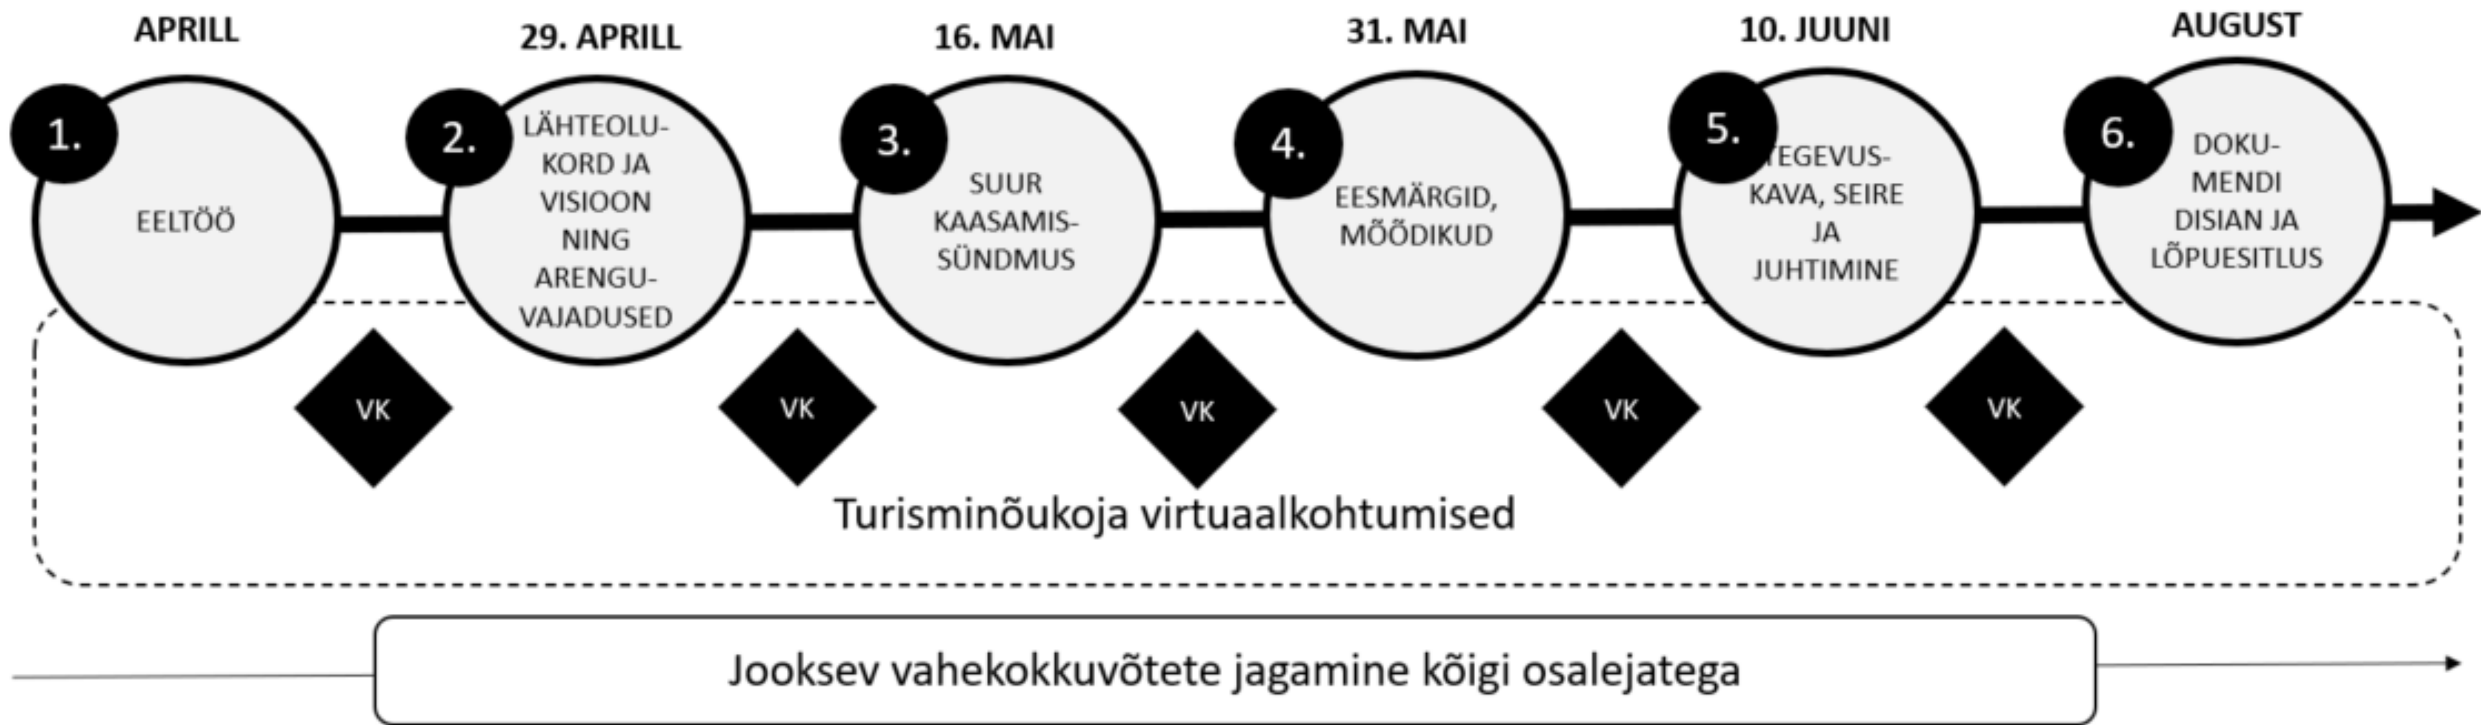 APRILL
29. APRILL
16. MAI
31. MAI
10. JUUNI
AUGUST
1.
EELTÖÖ
2.
LÄHTEOLU-
KORD JA
VISIOON
NING
ARENGU-
VAJADUSED
3.
SUUR
KAASAMIS-
SÜNDMUS
4.
EESMÄRGID,
MÕÕDIKUD
5.
TEGEVUS-
KAVA, SEIRE
JA
JUHTIMINE
6.
DOKU-
MENDI
DISIAN JA
LÕPUESITLUS
VK
VK
VK
VK
VK
Turisminõukoja virtuaalkohtumised
Jooksev vahekokkuvõtete jagamine kõigi osalejatega